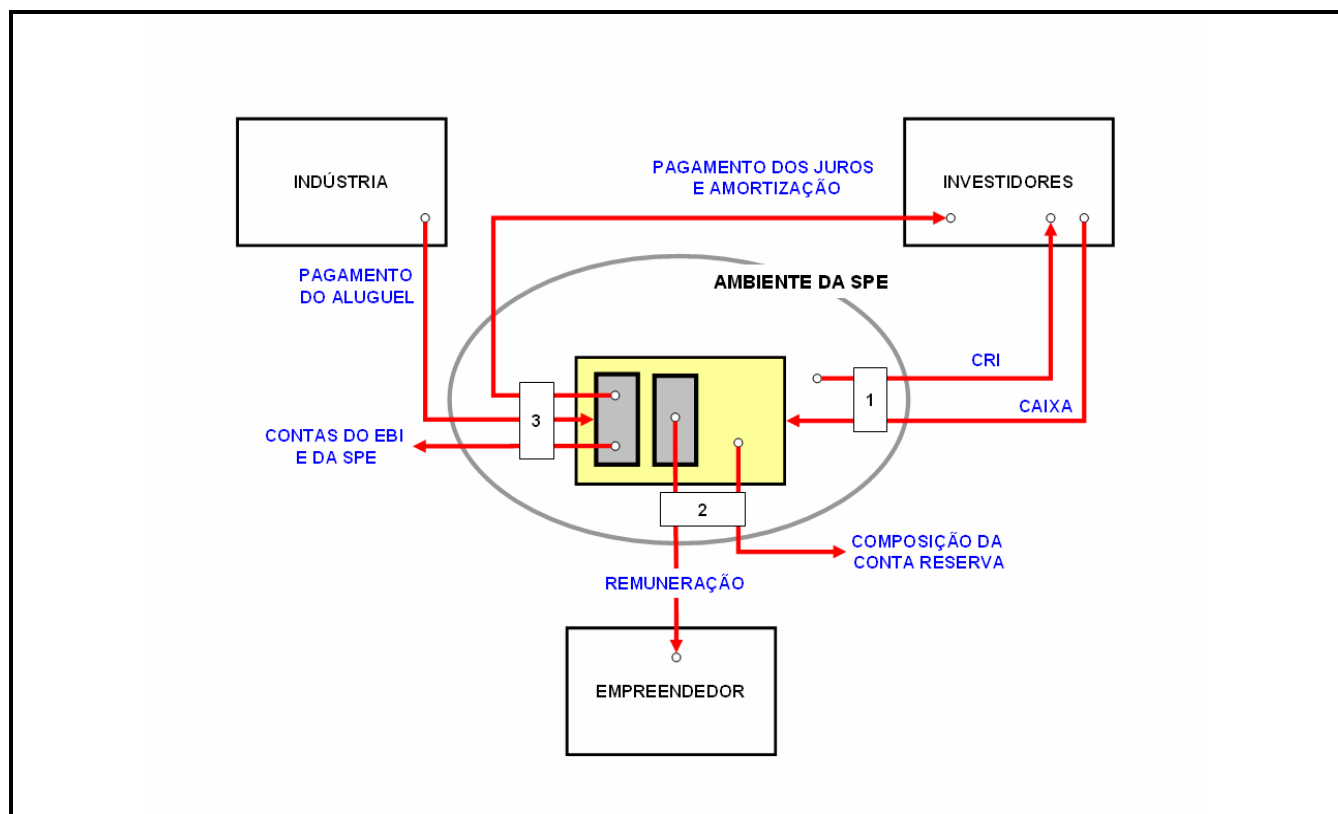 INDÚSTRIA
PAGAMENTO DOS JUROS
E AMORTIZAÇÃO
INVESTIDORES
PAGAMENTO
DO ALUGUEL
AMBIENTE DA SPE
CRI
1
CAIXA
3
CONTAS DO EBI
E DA SPE
2
COMPOSIÇÃO DA
CONTA RESERVA
REMUNERAÇÃO
EMPREENDEDOR